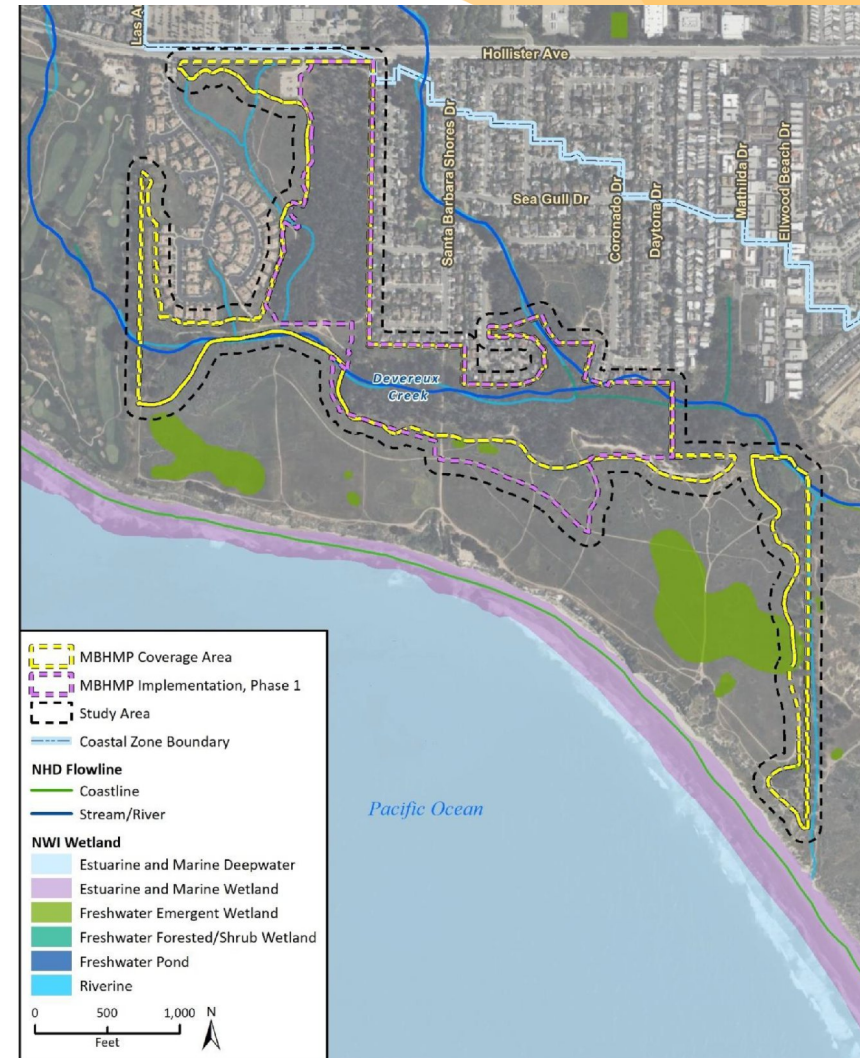 Las A
Hollister Ave
Santa Barbara Shores Dr
Sea Gull Dr
Coronado Dr
Daytona Dr
Mathilda Dr
Ellwood Beach Dr
Devereux
Creek
Pacific Ocean
MBHMP Coverage Area
MBHMP Implementation, Phase 1
Study Area
Coastal Zone Boundary
NHD Flowline
Coastline
Stream/River
NWI Wetland
Estuarine and Marine Deepwater
Estuarine and Marine Wetland
Freshwater Emergent Wetland
Freshwater Forested/Shrub Wetland
Freshwater Pond
Riverine
0 500 1,000 N
Feet